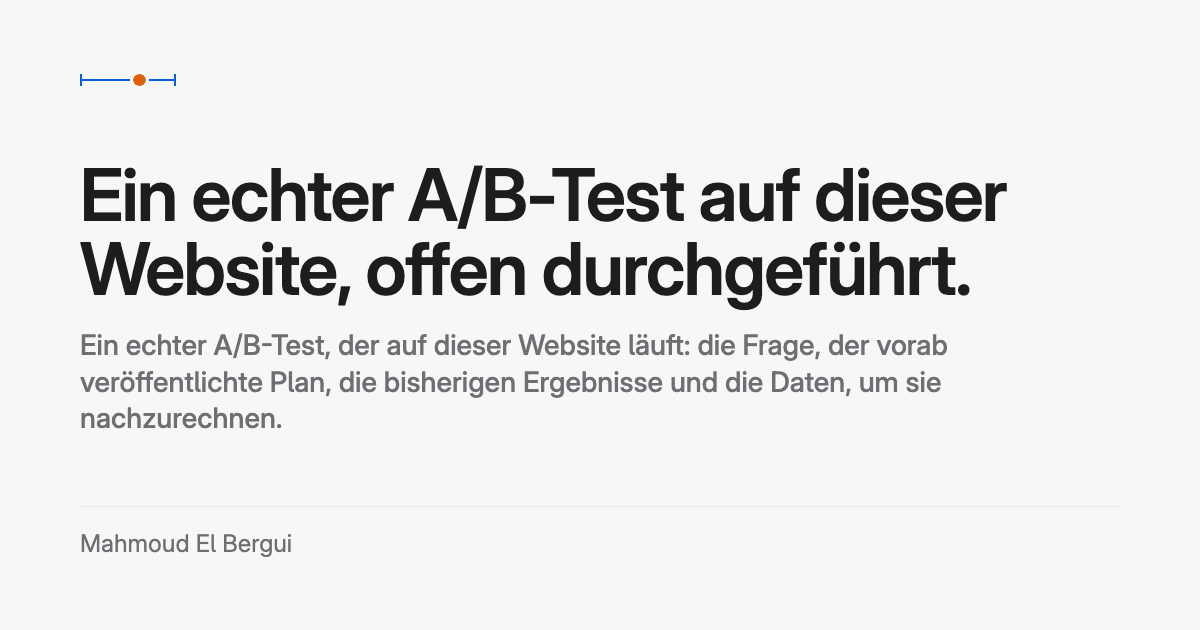 Ein echter A/B-Test auf dieser
Website, offen durchgeführt.
Ein echter A/B-Test, der auf dieser Website läuft: die Frage, der vorab
veröffentlichte Plan, die bisherigen Ergebnisse und die Daten, um sie
nachzurechnen.
Mahmoud El Bergui